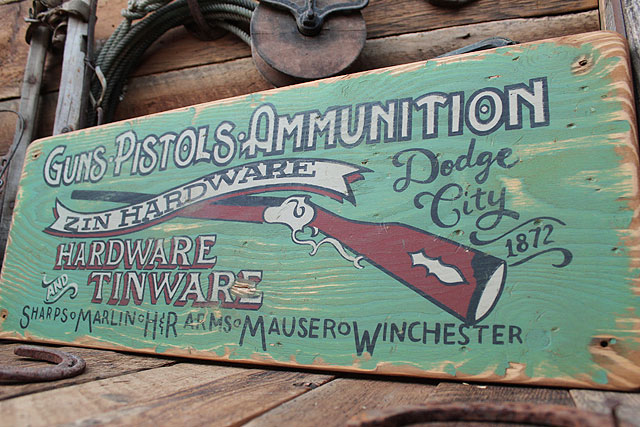 GUNS·PISTOLS·AMMUNITION
ZIN HARDWARE
Dodge
City
1872
HARDWARE
AND TINWARE
SHARPS○MARLIN○H&R ARMS○MAUSER○WINCHESTER